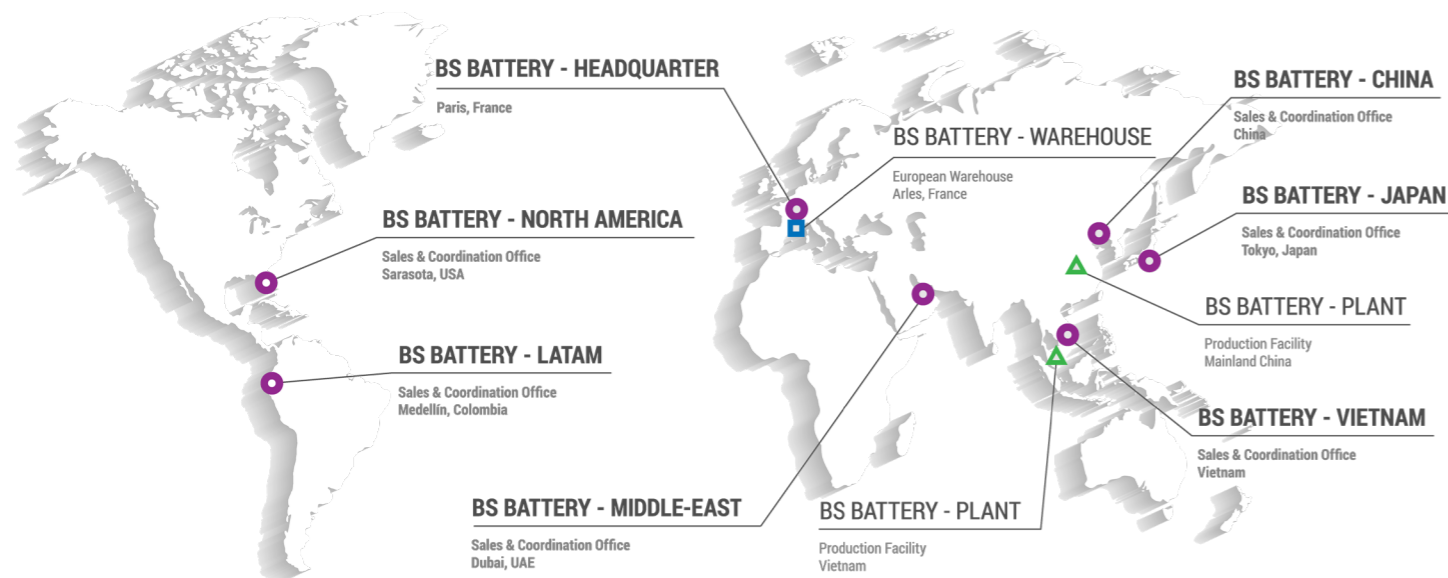 BS BATTERY - HEADQUARTER
Paris, France
BS BATTERY - CHINA
Sales & Coordination Office
China
BS BATTERY - WAREHOUSE
European Warehouse
Arles, France
BS BATTERY - JAPAN
Sales & Coordination Office
Tokyo, Japan
BS BATTERY - NORTH AMERICA
Sales & Coordination Office
Sarasota, USA
BS BATTERY - PLANT
Production Facility
Mainland China
BS BATTERY - LATAM
Sales & Coordination Office
Medellín, Colombia
BS BATTERY - VIETNAM
Sales & Coordination Office
Vietnam
BS BATTERY - MIDDLE-EAST
Sales & Coordination Office
Dubai, UAE
BS BATTERY - PLANT
Production Facility
Vietnam